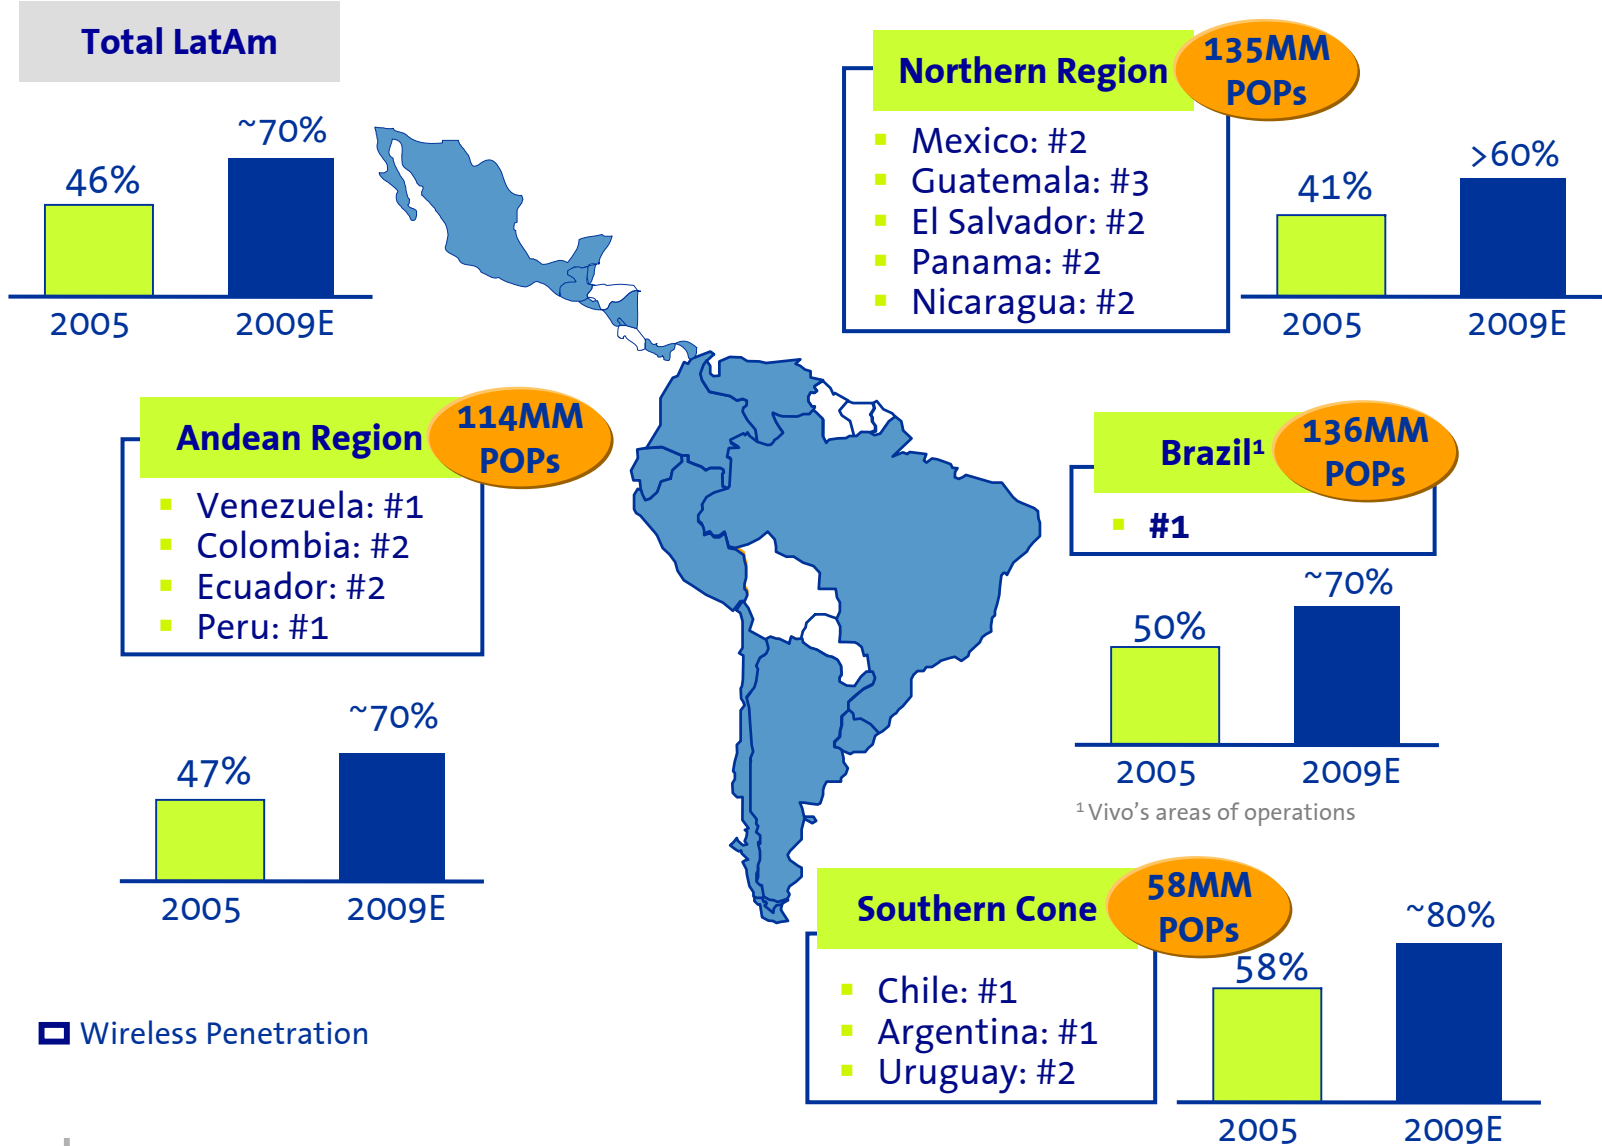 Total LatAm
46%
~70%
2005
2009E
Northern Region
135MM
POPs
Mexico: #2
Guatemala: #3
El Salvador: #2
Panama: #2
Nicaragua: #2
41%
>60%
2005
2009E
Andean Region
114MM
POPs
Venezuela: #1
Colombia: #2
Ecuador: #2
Peru: #1
47%
~70%
2005
2009E
Brazil¹
136MM
POPs
#1
50%
~70%
2005
2009E
¹ Vivo’s areas of operations
Southern Cone
58MM
POPs
Chile: #1
Argentina: #1
Uruguay: #2
58%
~80%
2005
2009E
Wireless Penetration